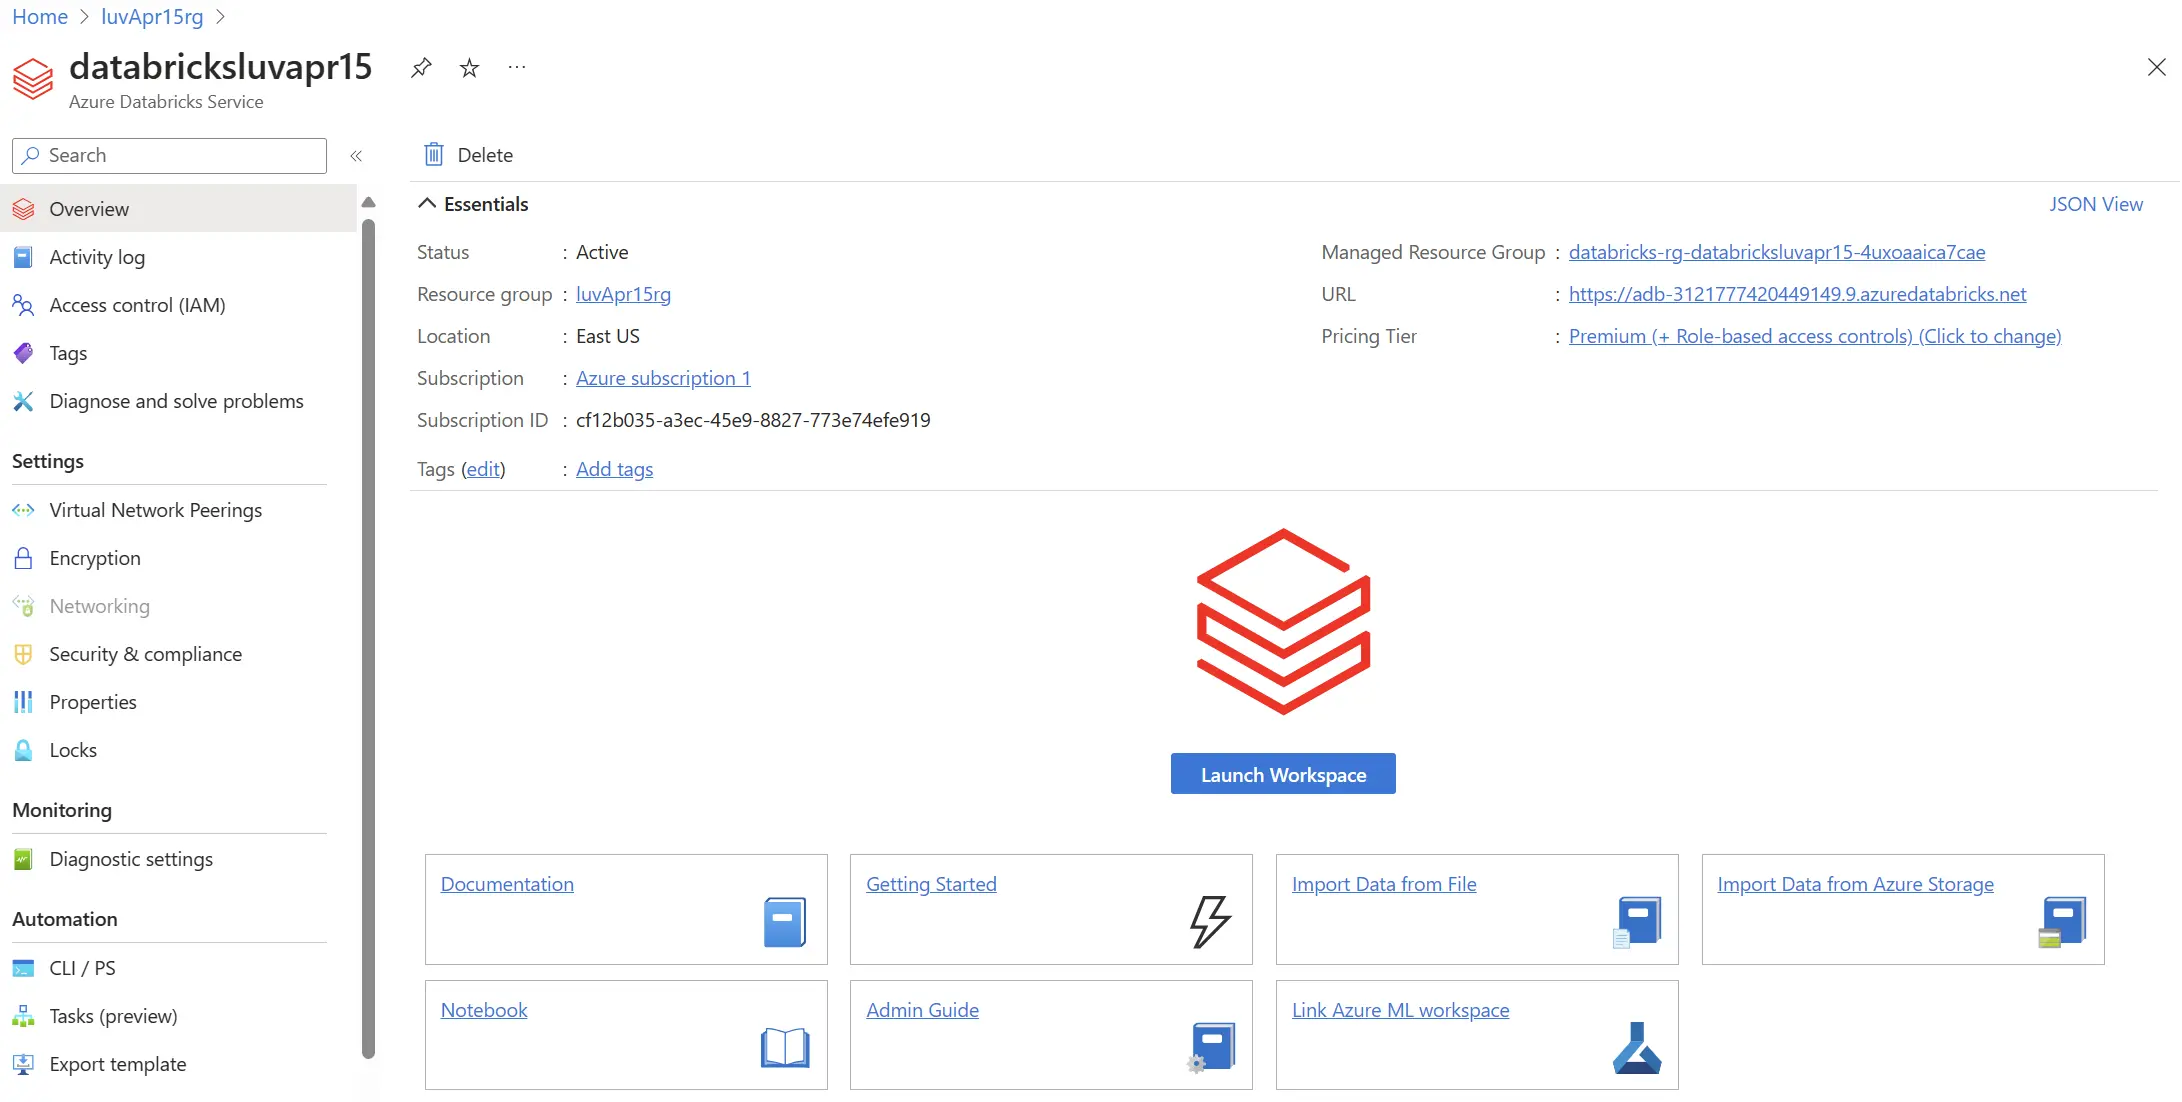 Home > luvApr15rg >
databricksluvapr15 ...
Azure Databricks Service
Search «
Overview
Activity log
Access control (IAM)
Tags
Diagnose and solve problems
Settings
Virtual Network Peerings
Encryption
Networking
Security & compliance
Properties
Locks
Monitoring
Diagnostic settings
Automation
CLI / PS
Tasks (preview)
Export template
Delete
Essentials
JSON View
Status : Active
Resource group : luvApr15rg
Location : East US
Subscription : Azure subscription 1
Subscription ID : cf12b035-a3ec-45e9-8827-773e74efe919
Tags (edit) : Add tags
Managed Resource Group : databricks-rg-databricksluvapr15-4uxoaaica7cae
URL : https://adb-3121777420449149.9.azuredatabricks.net
Pricing Tier : Premium (+ Role-based access controls) (Click to change)
Launch Workspace
Documentation
Getting Started
Import Data from File
Import Data from Azure Storage
Notebook
Admin Guide
Link Azure ML workspace